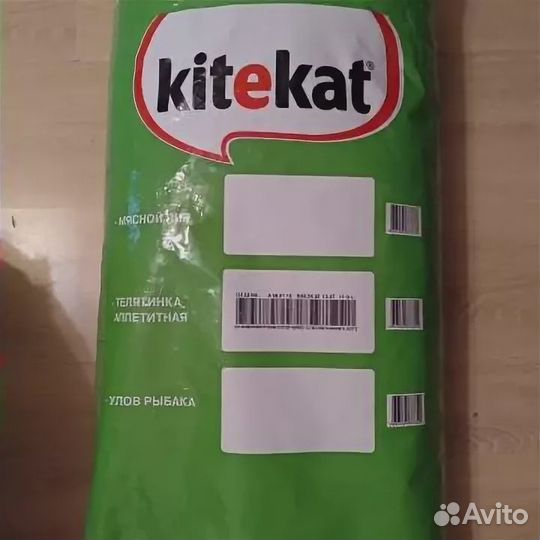 kitekat®
МЯСНОЙ ПИР
ТЕЛЯТИНКА
АППЕТИТНАЯ
УЛОВ РЫБАКА
Avito